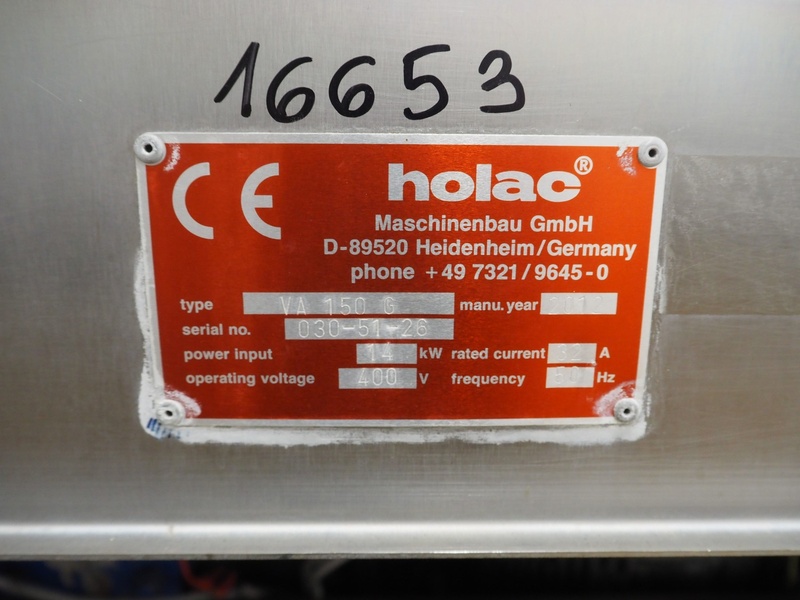 16653
CE
holac®
Maschinenbau GmbH
D-89520 Heidenheim/Germany
phone +49 7321/9645-0
type VA 150 G manu. year
serial no. 030-51-26
power input 14 kW rated current A
operating voltage 400 V frequency Hz